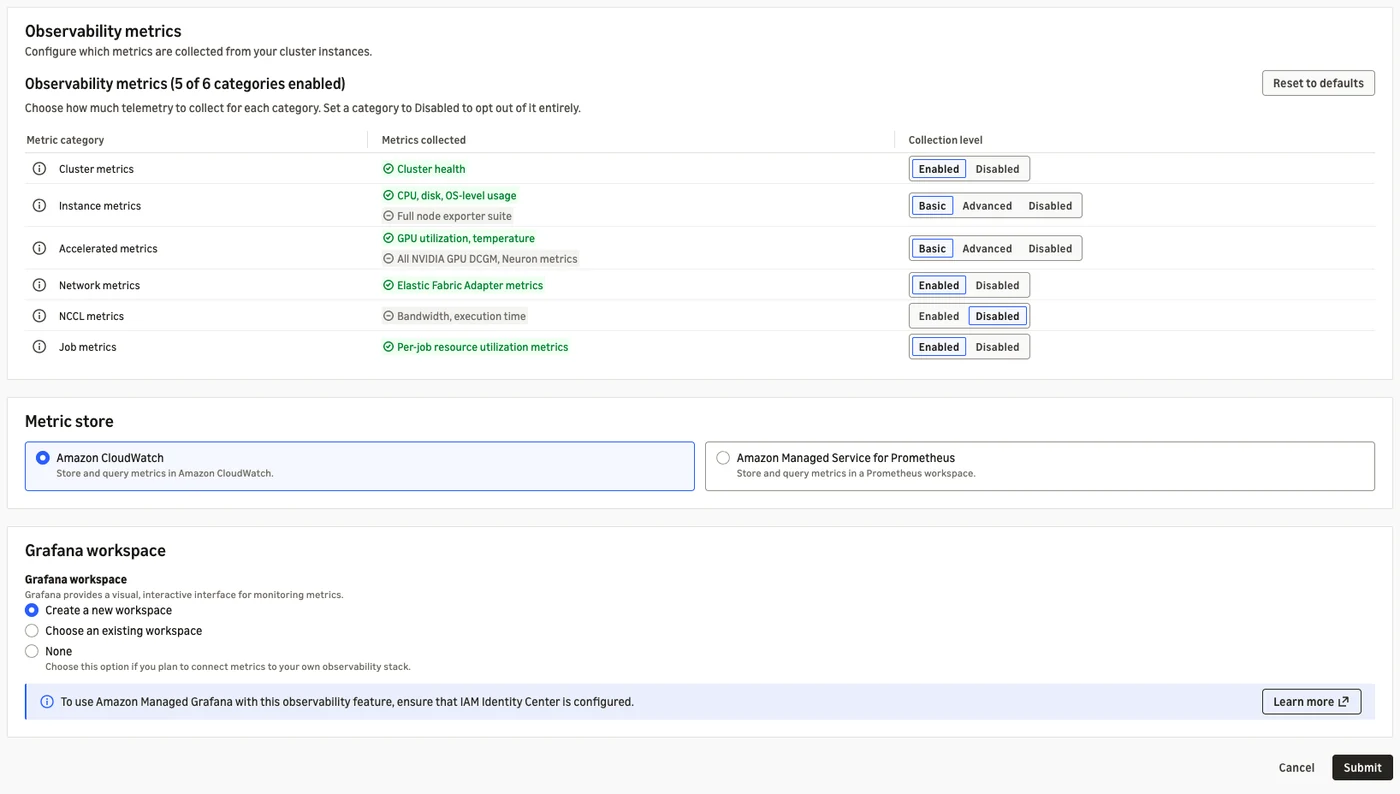 Observability metrics
Configure which metrics are collected from your cluster instances.
Observability metrics (5 of 6 categories enabled)
Reset to defaults
Choose how much telemetry to collect for each category. Set a category to Disabled to opt out of it entirely.
Metric category Metrics collected Collection level
Cluster metrics Cluster health Enabled Disabled
CPU, disk, OS-level usage
Instance metrics Basic Advanced Disabled
Full node exporter suite
GPU utilization, temperature
Accelerated metrics Basic Advanced Disabled
All NVIDIA GPU DCGM, Neuron metrics
Network metrics Elastic Fabric Adapter metrics Enabled Disabled
NCCL metrics Bandwidth, execution time Enabled Disabled
Job metrics Per-job resource utilization metrics Enabled Disabled
Metric store
Amazon CloudWatch
Store and query metrics in Amazon CloudWatch.
Amazon Managed Service for Prometheus
Store and query metrics in a Prometheus workspace.
Grafana workspace
Grafana workspace
Grafana provides a visual, interactive interface for monitoring metrics.
Create a new workspace
Choose an existing workspace
None
Choose this option if you plan to connect metrics to your own observability stack.
To use Amazon Managed Grafana with this observability feature, ensure that IAM Identity Center is configured.
Learn more
Cancel Submit